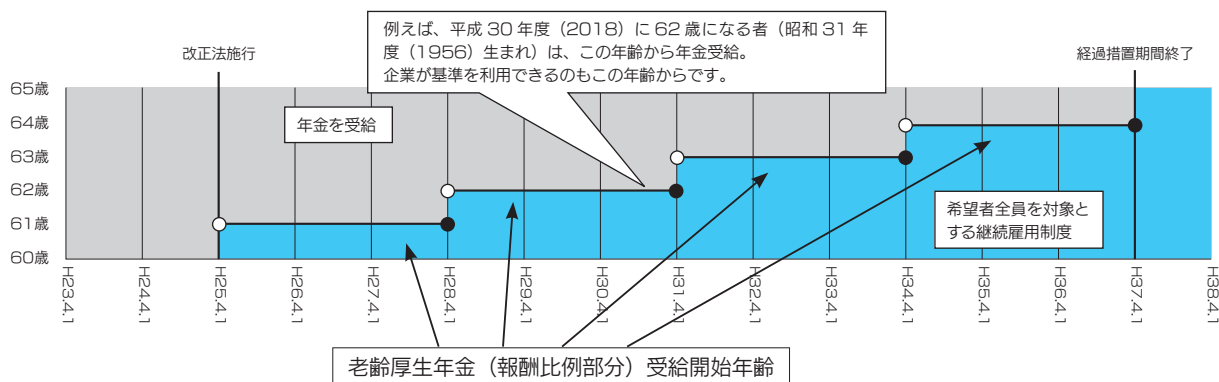 例えば、平成 30 年度（2018）に 62 歳になる者（昭和 31 年
度（1956）生まれ）は、この年齢から年金受給。
企業が基準を利用できるのもこの年齢からです。
改正法施行
経過措置期間終了
65歳
64歳
63歳
62歳
61歳
60歳
年金を受給
希望者全員を対象と
する継続雇用制度
H23.4.1
H24.4.1
H25.4.1
H26.4.1
H27.4.1
H28.4.1
H29.4.1
H30.4.1
H31.4.1
H32.4.1
H33.4.1
H34.4.1
H35.4.1
H36.4.1
H37.4.1
H38.4.1
老齢厚生年金（報酬比例部分）受給開始年齢